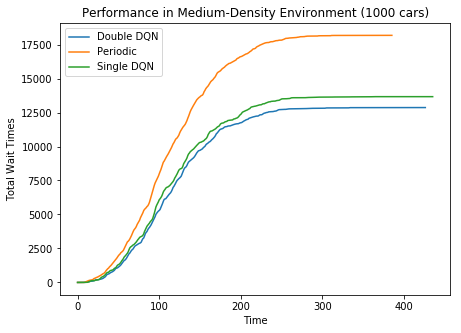 Performance in Medium-Density Environment (1000 cars)
Double DQN
Periodic
Single DQN
Total Wait Times
17500
15000
12500
10000
7500
5000
2500
0
0 100 200 300 400
Time